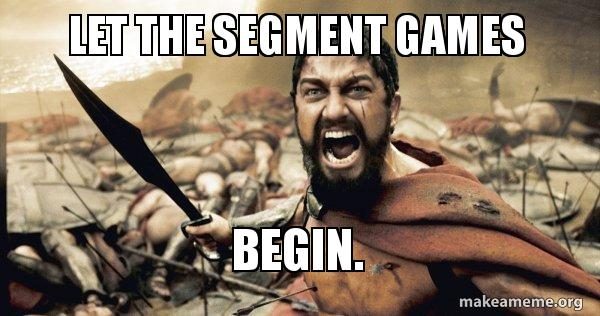 LET THE SEGMENT GAMES
BEGIN.
makeameme.org